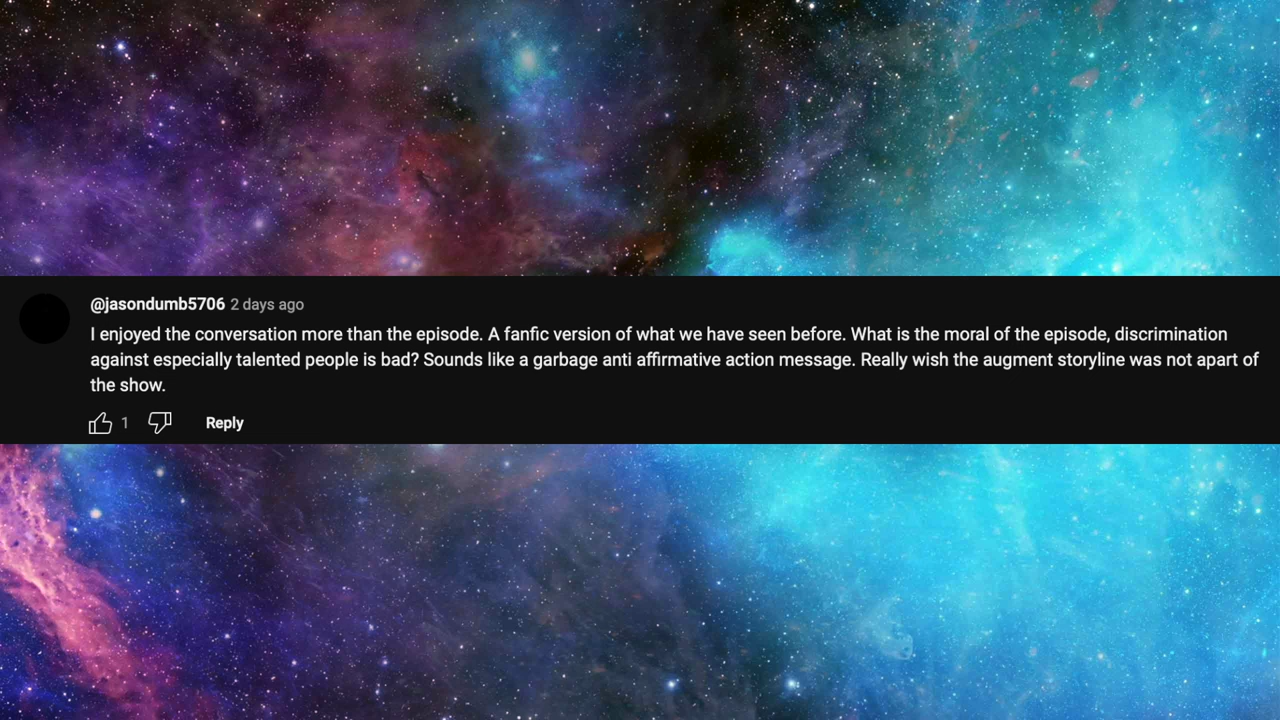 @jasondumb5706 2 days ago
I enjoyed the conversation more than the episode. A fanfic version of what we have seen before. What is the moral of the episode, discrimination
against especially talented people is bad? Sounds like a garbage anti affirmative action message. Really wish the augment storyline was not apart of
the show.
1 Reply